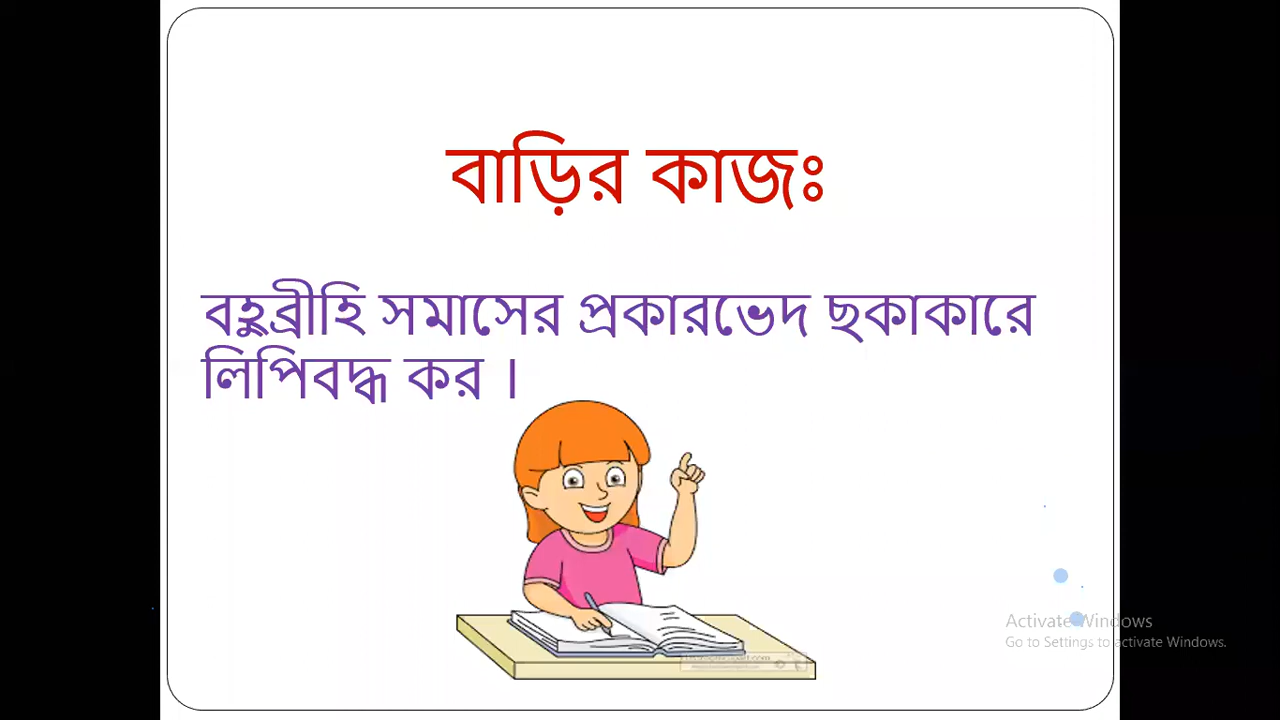 বাড়ির কাজঃ
বহুব্রীহি সমাসের প্রকারভেদ ছকাকারে
লিপিবদ্ধ কর ।
Activate Windows
Go to Settings to activate Windows.